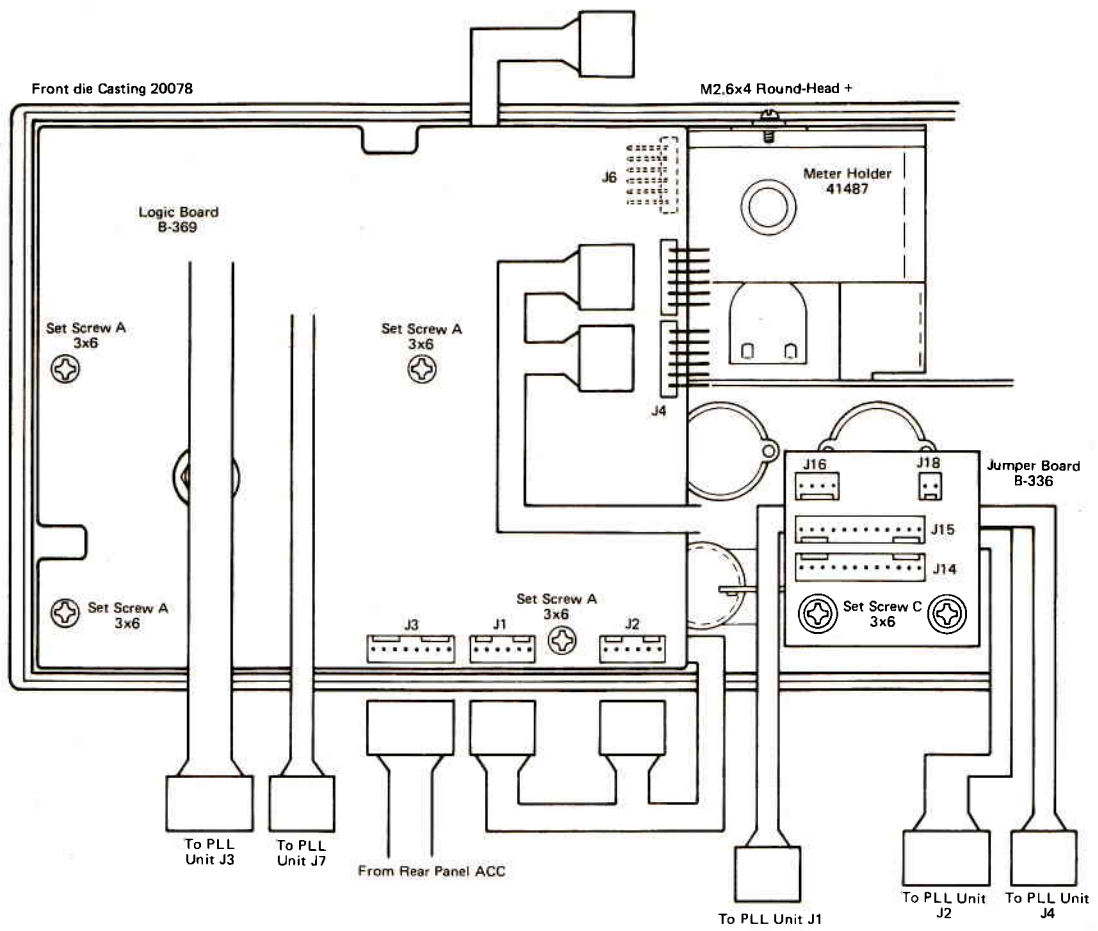 Front die Casting 20078
M2.6x4 Round-Head +
J6
Meter Holder
41487
Logic Board
B-369
Set Screw A
3x6
Set Screw A
3x6
J4
J16
J18
Jumper Board
B-336
J15
J14
Set Screw A
3x6
Set Screw A
3x6
Set Screw C
3x6
J3
J1
J2
To PLL
Unit J3
To PLL
Unit J7
From Rear Panel ACC
To PLL Unit J1
To PLL Unit
J2
To PLL Unit
J4